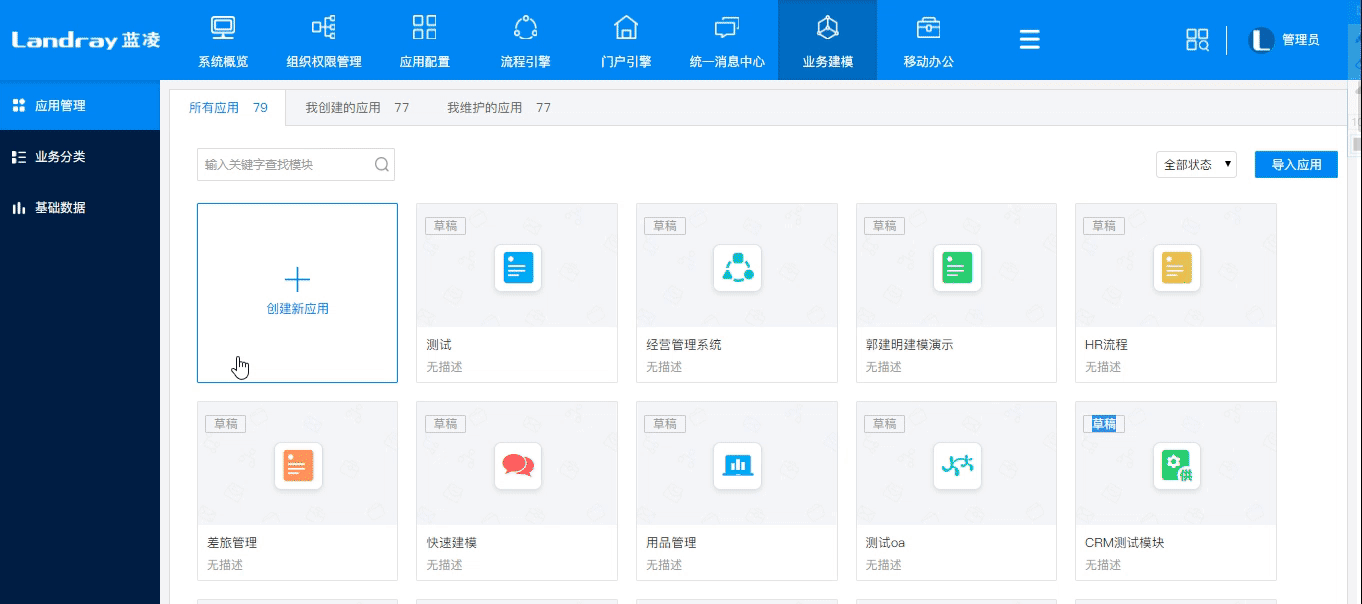 Landray 蓝凌
系统概览 组织权限管理 应用配置 流程引擎 门户引擎 统一消息中心 业务建模 移动办公
管理员
应用管理
业务分类
基础数据
所有应用 79 我创建的应用 77 我维护的应用 77
输入关键字查找模块
全部状态 导入应用
创建新应用
草稿 草稿 草稿 草稿
测试 经营管理系统 郭建明建模演示 HR流程
无描述 无描述 无描述 无描述
草稿 草稿 草稿 草稿 草稿
供
差旅管理 快速建模 用品管理 测试oa CRM测试模块
无描述 无描述 无描述 无描述 无描述